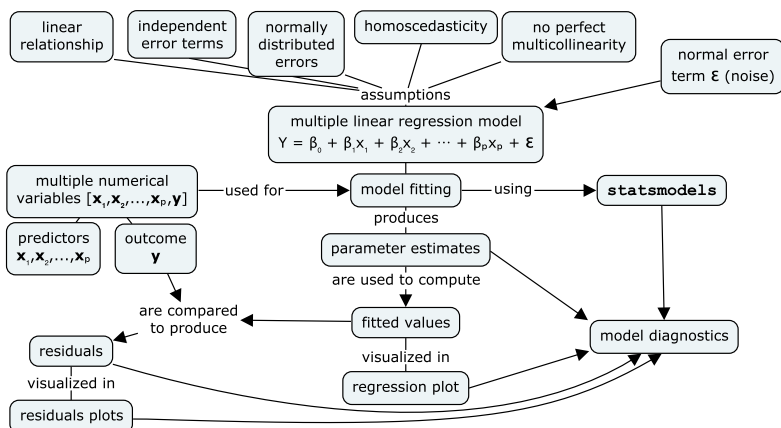 linear
relationship
independent
error terms
normally
distributed
errors
homoscedasticity
no perfect
multicollinearity
normal error
term ε (noise)
assumptions
multiple linear regression model
Y = β₀ + β₁x₁ + β₂x₂ + ⋯ + βₚxₚ + ε
multiple numerical
variables [x₁,x₂,...,xₚ,y]
used for
model fitting
using
statsmodels
produces
predictors
x₁,x₂,...,xₚ
outcome
y
parameter estimates
are used to compute
are compared
to produce
fitted values
model diagnostics
residuals
visualized in
visualized in
regression plot
residuals plots